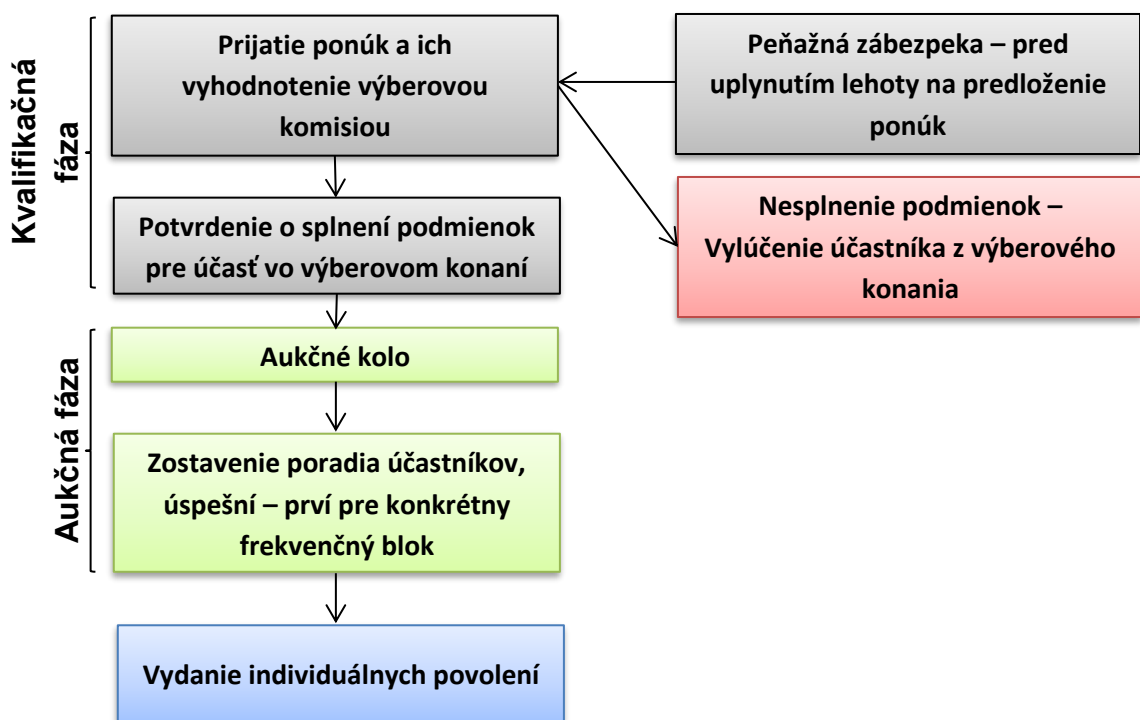 Kvalifikačná
fáza
Prijatie ponúk a ich
vyhodnotenie výberovou
komisiou
Peňažná zábezpeka – pred
uplynutím lehoty na predloženie
ponúk
Nesplnenie podmienok –
Vylúčenie účastníka z výberového
konania
Potvrdenie o splnení podmienok
pre účasť vo výberovom konaní
Aukčná fáza
Aukčné kolo
Zostavenie poradia účastníkov,
úspešní – prví pre konkrétny
frekvenčný blok
Vydanie individuálnych povolení